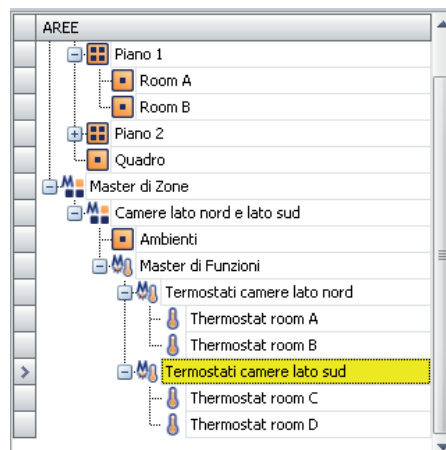 AREE
Piano 1
Room A
Room B
Piano 2
Quadro
Master di Zone
Camere lato nord e lato sud
Ambienti
Master di Funzioni
Termostati camere lato nord
Thermostat room A
Thermostat room B
Termostati camere lato sud
Thermostat room C
Thermostat room D